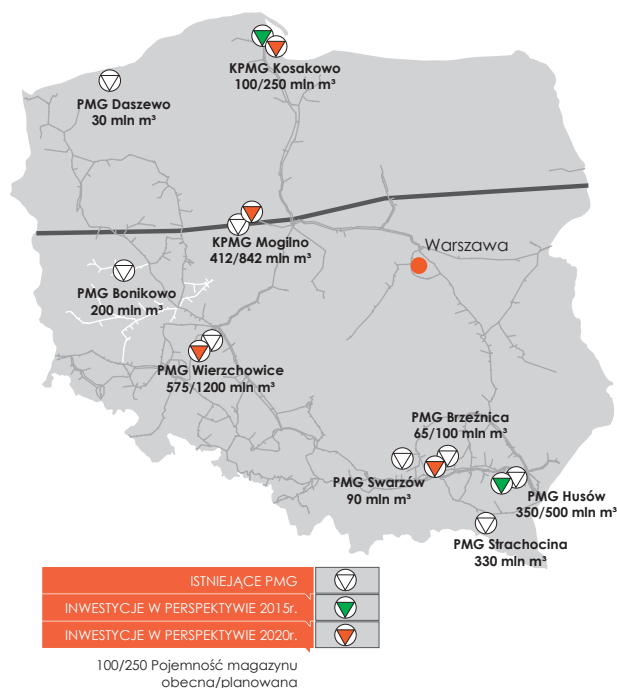 KPMG Kosakowo
100/250 mln m³
PMG Daszewo
30 mln m³
KPMG Mogilno
412/842 mln m³
Warszawa
PMG Bonikowo
200 mln m³
PMG Wierzchowice
575/1200 mln m³
PMG Brzeźnica
65/100 mln m³
PMG Swarzów
90 mln m³
PMG Husów
350/500 mln m³
PMG Strachocina
330 mln m³
ISTNIEJĄCE PMG
INWESTYCJE W PERSPEKTYWIE 2015r.
INWESTYCJE W PERSPEKTYWIE 2020r.
100/250 Pojemność magazynu
obecna/planowana